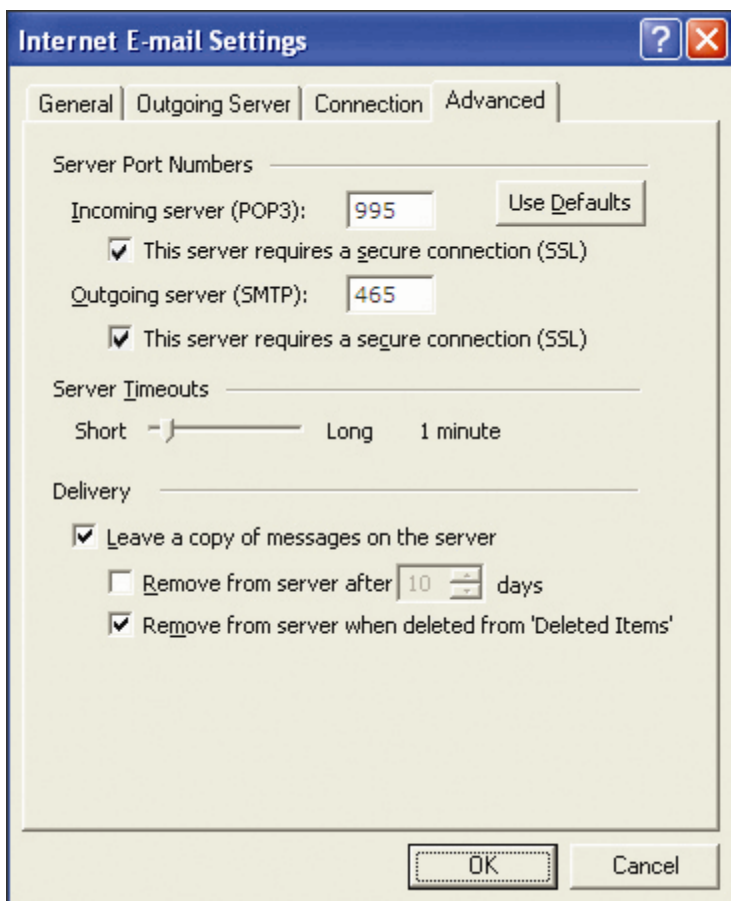 Internet E-mail Settings
General Outgoing Server Connection Advanced
Server Port Numbers
Incoming server (POP3): 995 Use Defaults
This server requires a secure connection (SSL)
Outgoing server (SMTP): 465
This server requires a secure connection (SSL)
Server Timeouts
Short Long 1 minute
Delivery
Leave a copy of messages on the server
Remove from server after 10 days
Remove from server when deleted from 'Deleted Items'
OK Cancel